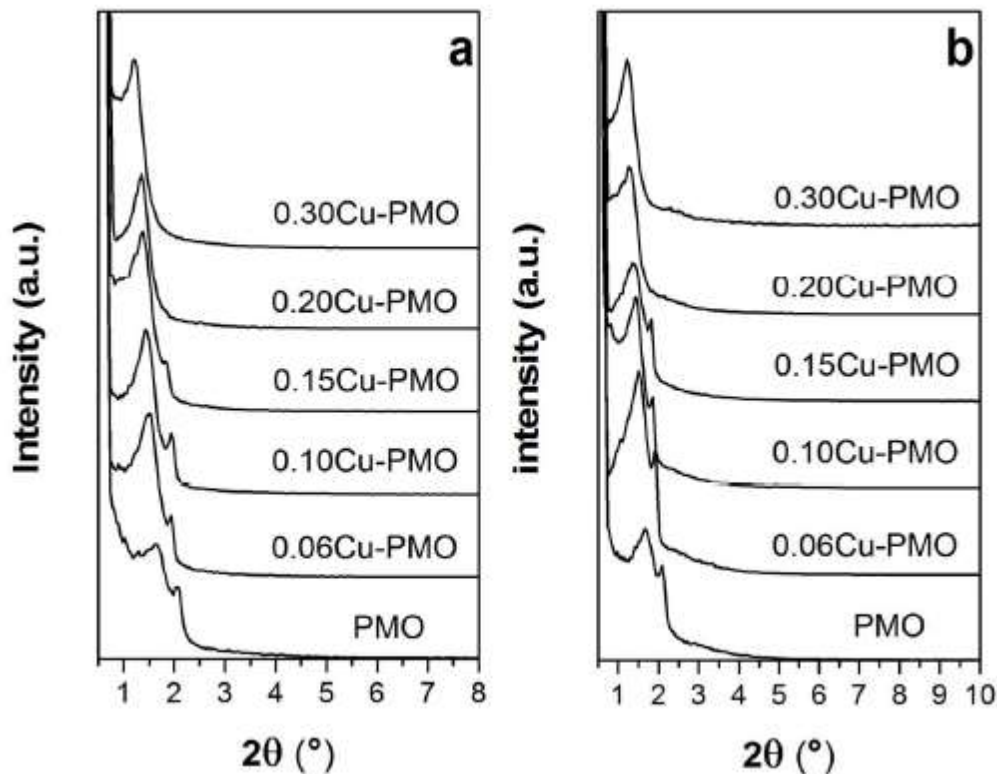 a
Intensity (a.u.)
0.30Cu-PMO
0.20Cu-PMO
0.15Cu-PMO
0.10Cu-PMO
0.06Cu-PMO
PMO
1 2 3 4 5 6 7 8
2θ (°)
b
intensity (a.u.)
0.30Cu-PMO
0.20Cu-PMO
0.15Cu-PMO
0.10Cu-PMO
0.06Cu-PMO
PMO
1 2 3 4 5 6 7 8 9 10
2θ (°)